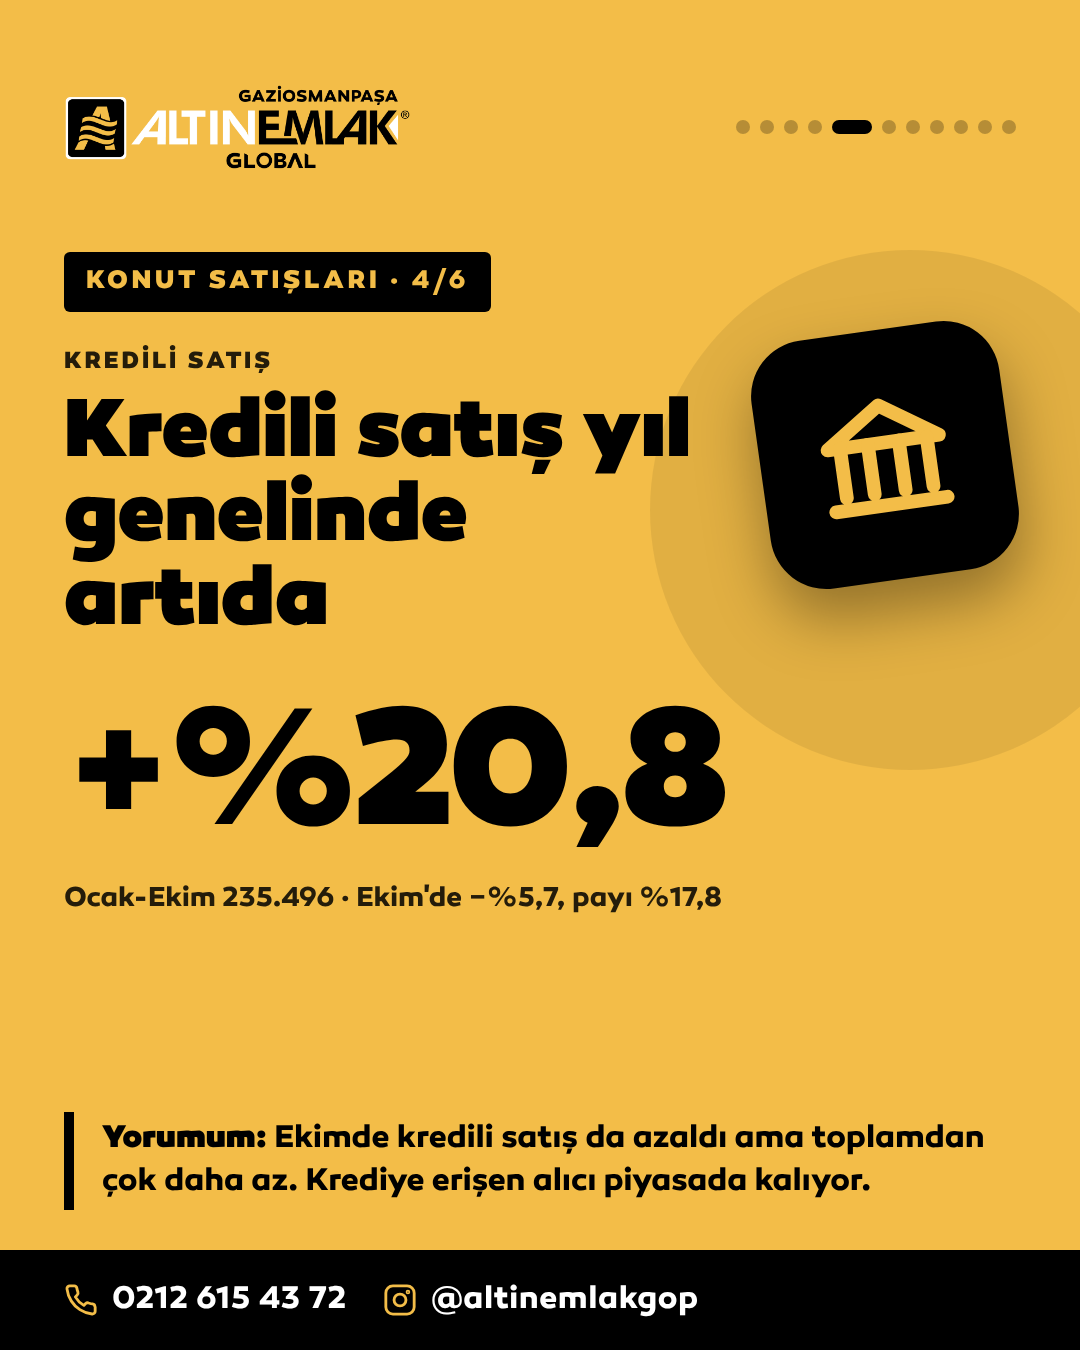 GAZİOSMANPAŞA
ALTINEMLAK®
GLOBAL
KONUT SATIŞLARI · 4/6
KREDİLİ SATIŞ
Kredili satış yıl
genelinde
artıda
+%20,8
Ocak-Ekim 235.496 · Ekim'de −%5,7, payı %17,8
Yorumum: Ekimde kredili satış da azaldı ama toplamdan
çok daha az. Krediye erişen alıcı piyasada kalıyor.
0212 615 43 72 @altinemlakgop